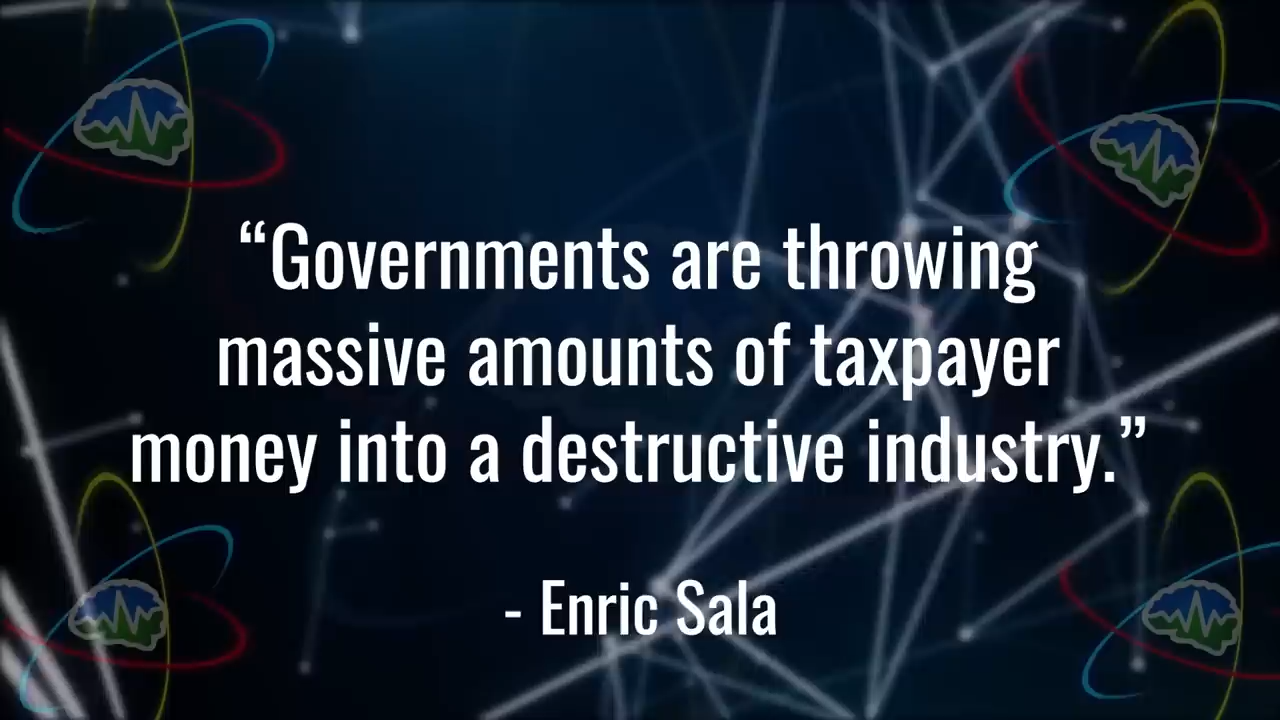 “Governments are throwing
massive amounts of taxpayer
money into a destructive industry.”
- Enric Sala